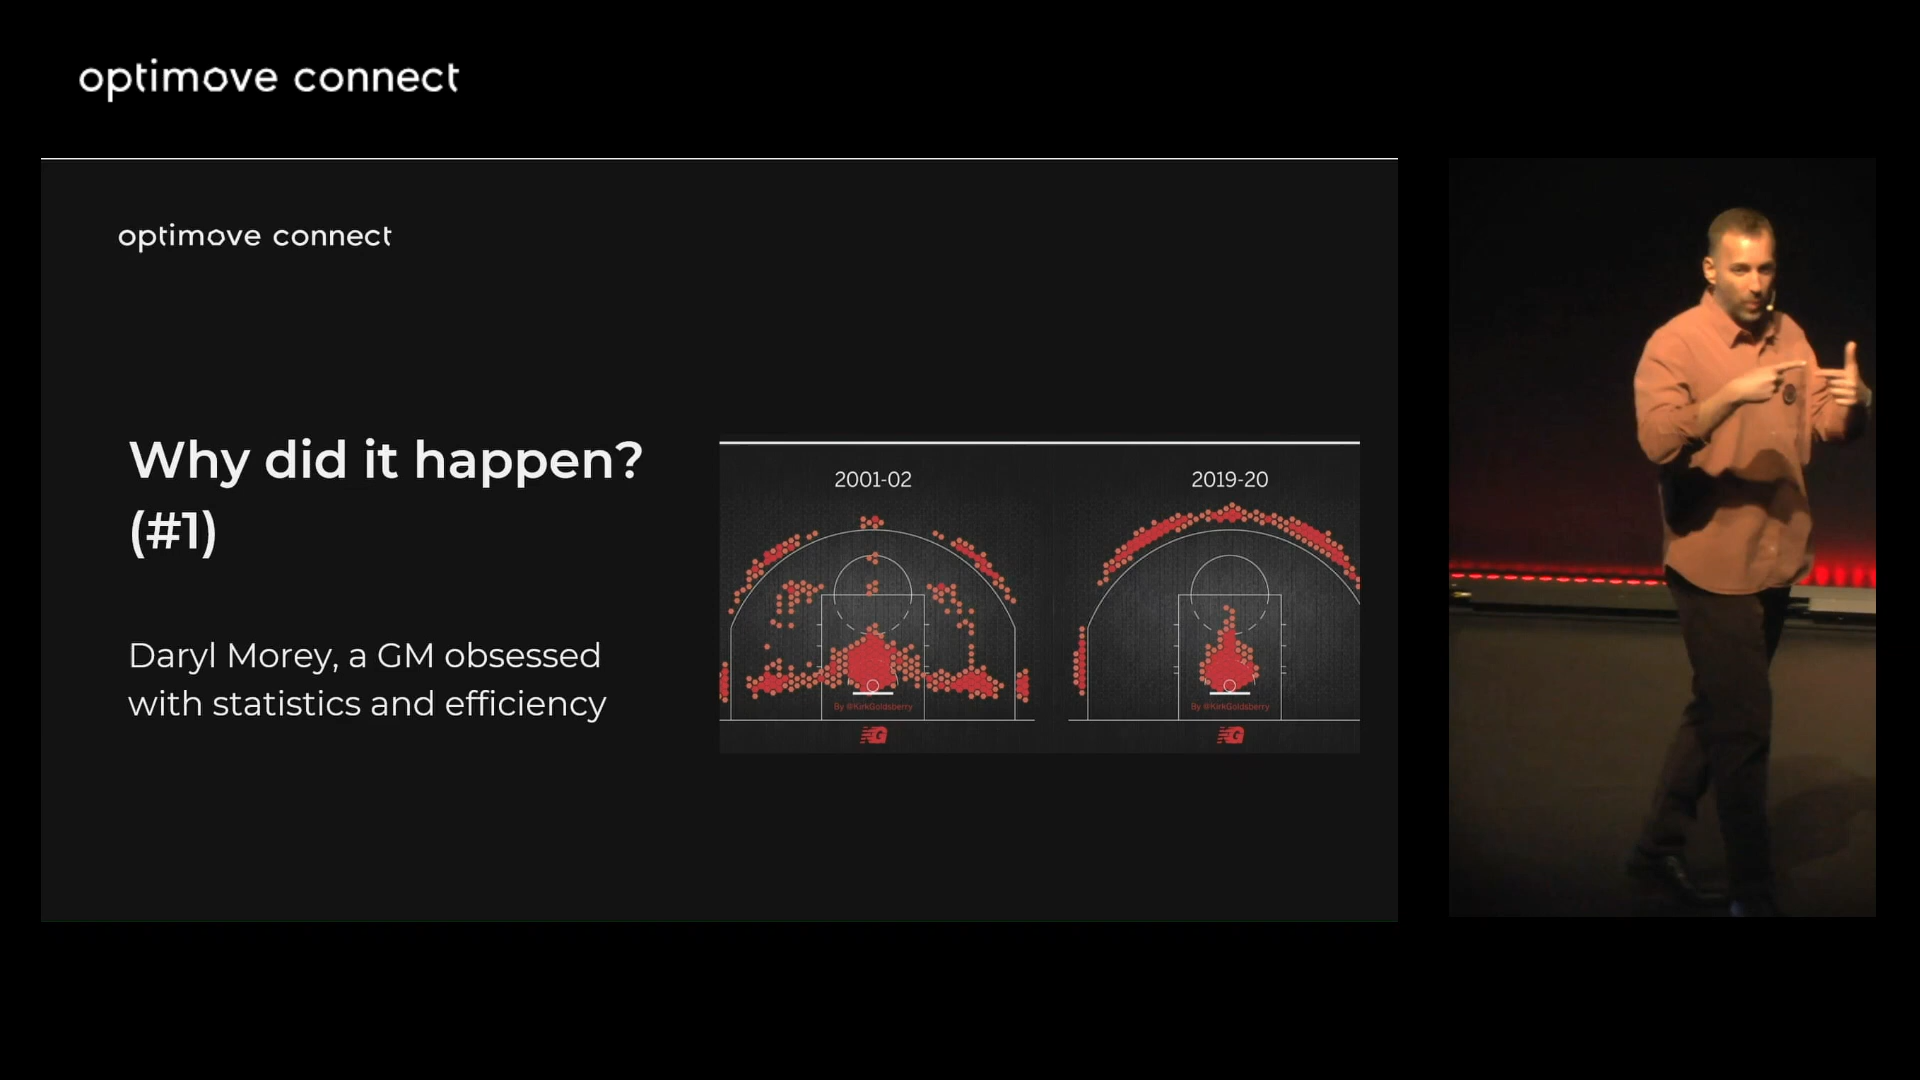 optimove connect
optimove connect
Why did it happen?
(#1)
Daryl Morey, a GM obsessed
with statistics and efficiency
2001-02
2019-20
By @KirkGoldsberry
By @KirkGoldsberry